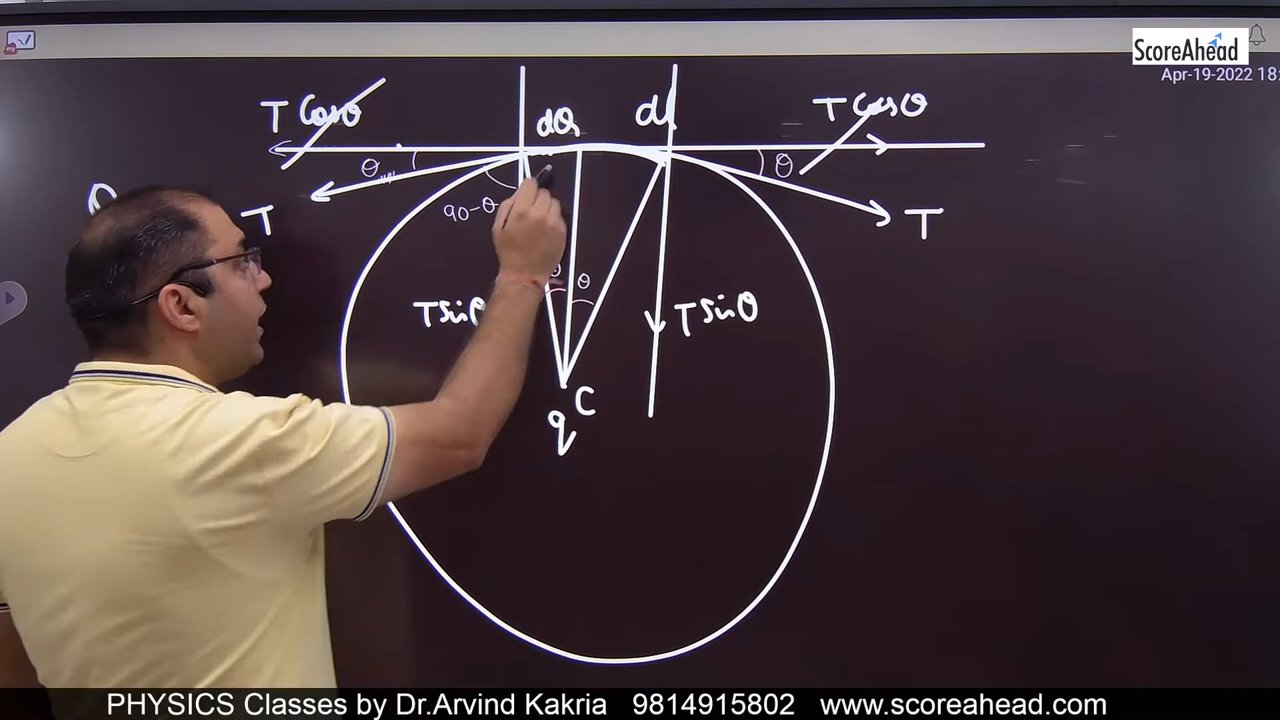 ScoreAhead
Apr-19-2022 18:
T Cosθ
dQ
dl
T Cosθ
θ
θ
T
90-θ
T
θ
T Sinθ
C
q
PHYSICS Classes by Dr.Arvind Kakria 9814915802 www.scoreahead.com